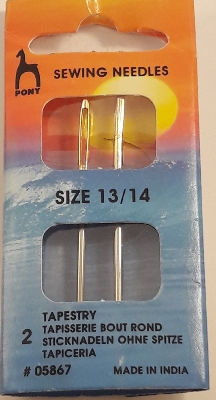 PONY
SEWING NEEDLES
SIZE 13/14
2
TAPESTRY
TAPISSERIE BOUT ROND
STICKNADELN OHNE SPITZE
TAPICERIA
# 05867 MADE IN INDIA